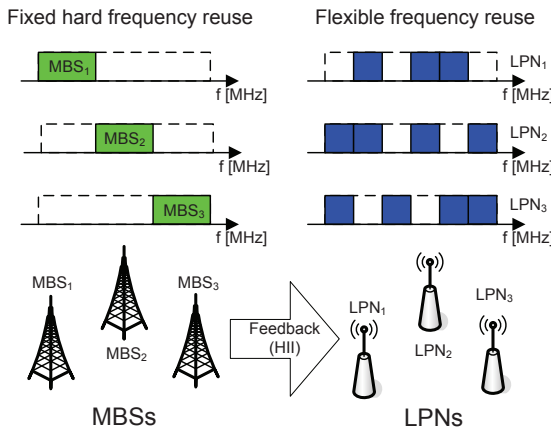 Fixed hard frequency reuse
Flexible frequency reuse
MBS₁
f [MHz]
LPN₁
f [MHz]
MBS₂
f [MHz]
LPN₂
f [MHz]
MBS₃
f [MHz]
LPN₃
f [MHz]
MBS₁
MBS₂
MBS₃
Feedback
(HII)
LPN₁
LPN₂
LPN₃
MBSs
LPNs